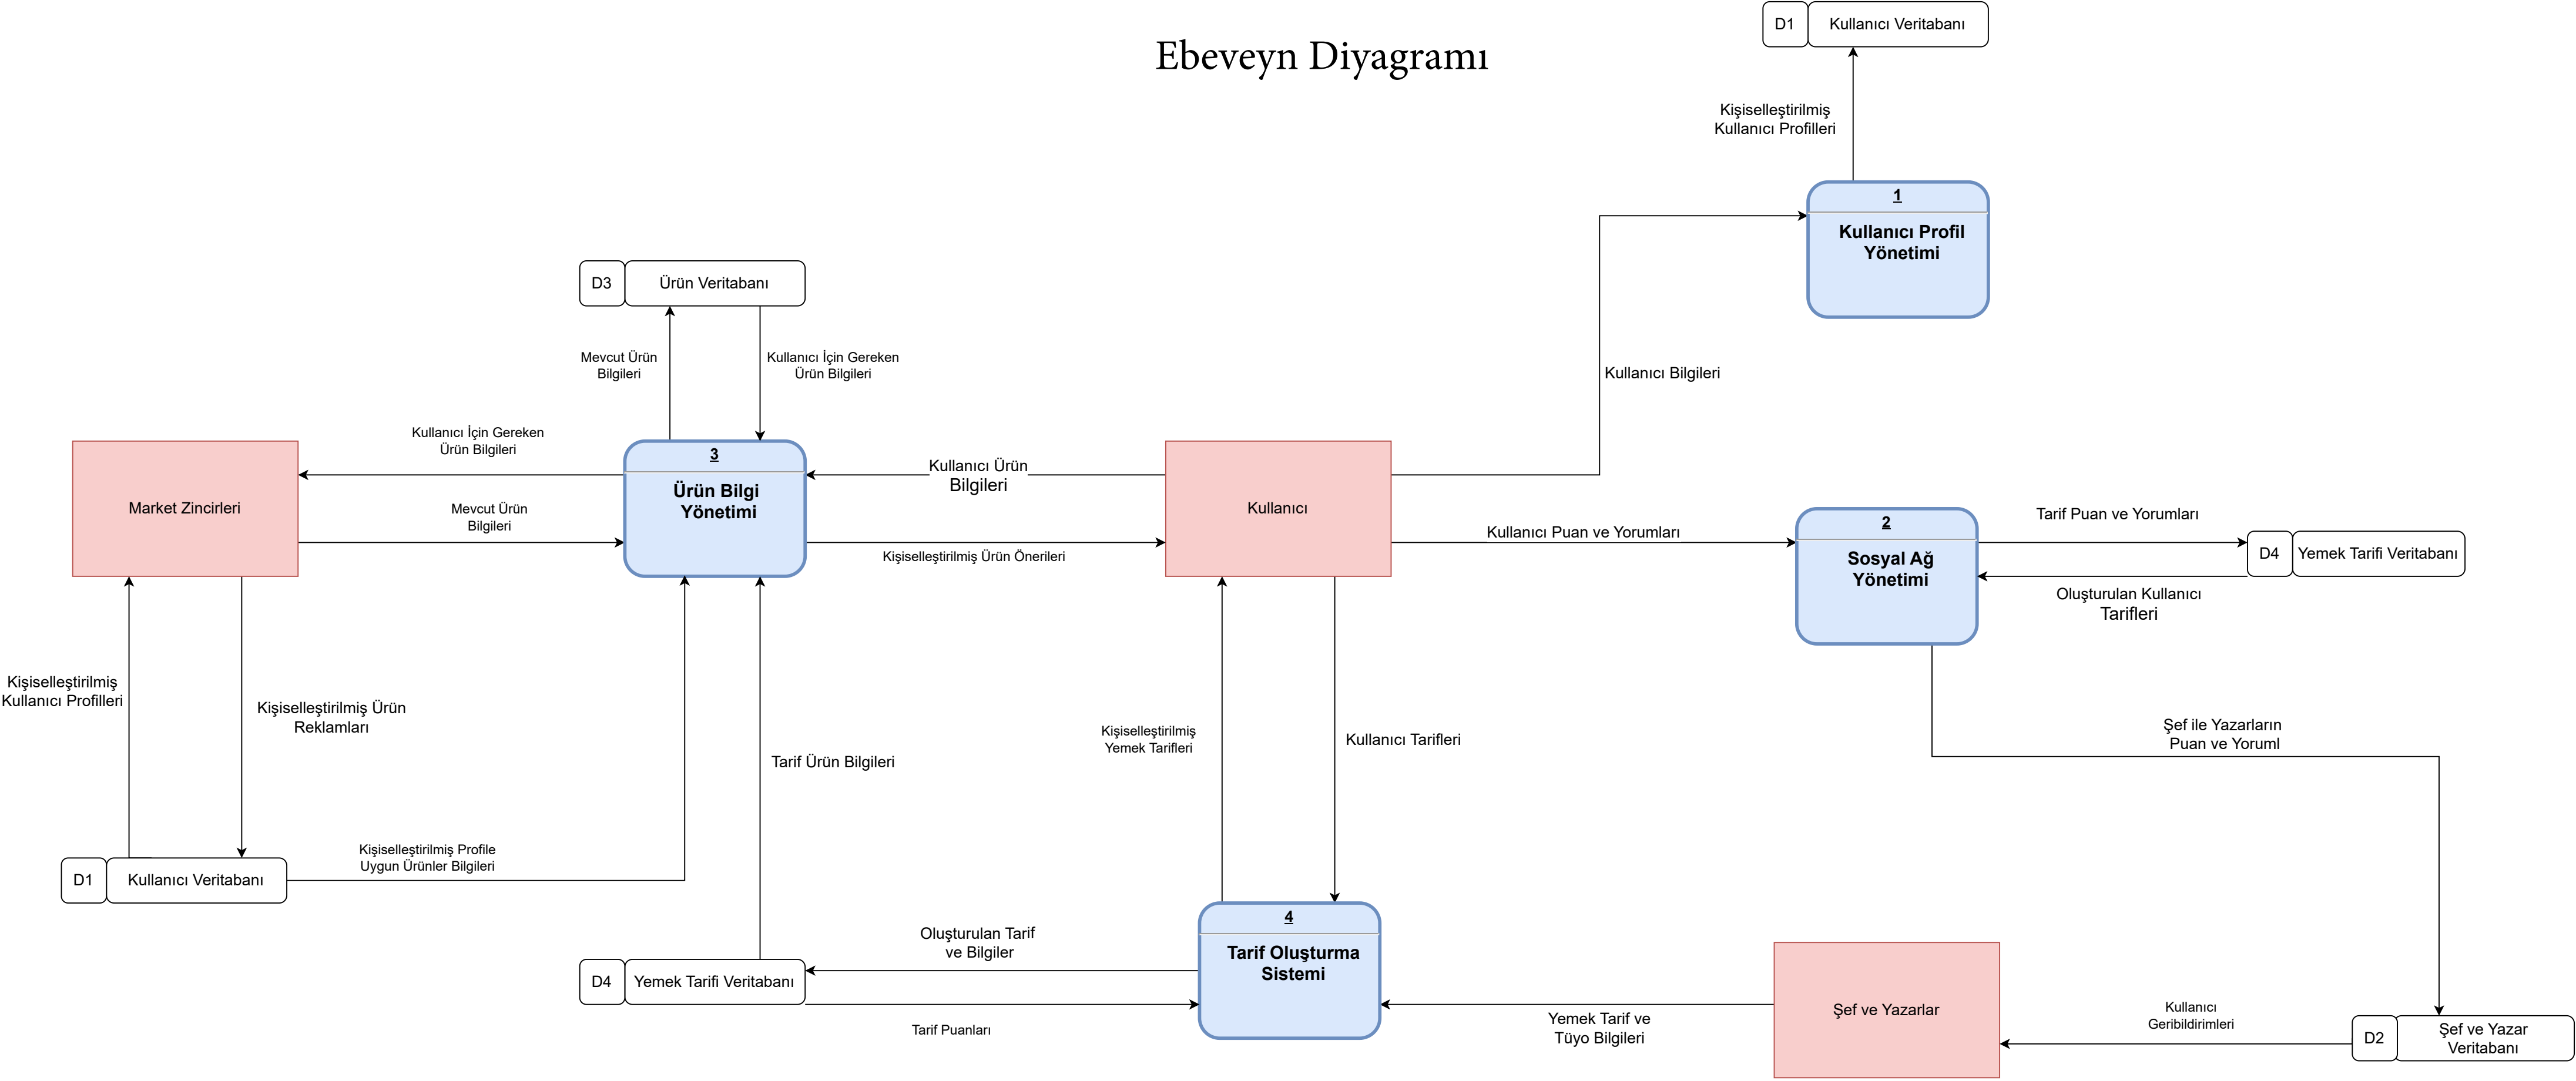 Ebeveyn Diyagramı
D1
Kullanıcı Veritabanı
Kişiselleştirilmiş
Kullanıcı Profilleri
1
Kullanıcı Profil
Yönetimi
Kullanıcı Bilgileri
D3
Ürün Veritabanı
Mevcut Ürün
Bilgileri
Kullanıcı İçin Gereken
Ürün Bilgileri
Kullanıcı İçin Gereken
Ürün Bilgileri
Market Zincirleri
Mevcut Ürün
Bilgileri
3
Ürün Bilgi
Yönetimi
Kullanıcı Ürün
Bilgileri
Kişiselleştirilmiş Ürün Önerileri
Kullanıcı
Kullanıcı Puan ve Yorumları
2
Sosyal Ağ
Yönetimi
Tarif Puan ve Yorumları
D4
Yemek Tarifi Veritabanı
Oluşturulan Kullanıcı
Tarifleri
Kişiselleştirilmiş
Kullanıcı Profilleri
Kişiselleştirilmiş Ürün
Reklamları
Tarif Ürün Bilgileri
Kişiselleştirilmiş
Yemek Tarifleri
Kullanıcı Tarifleri
Şef ile Yazarların
Puan ve Yoruml
D1
Kullanıcı Veritabanı
Kişiselleştirilmiş Profile
Uygun Ürünler Bilgileri
Oluşturulan Tarif
ve Bilgiler
D4
Yemek Tarifi Veritabanı
Tarif Puanları
4
Tarif Oluşturma
Sistemi
Yemek Tarif ve
Tüyo Bilgileri
Şef ve Yazarlar
Kullanıcı
Geribildirimleri
D2
Şef ve Yazar
Veritabanı